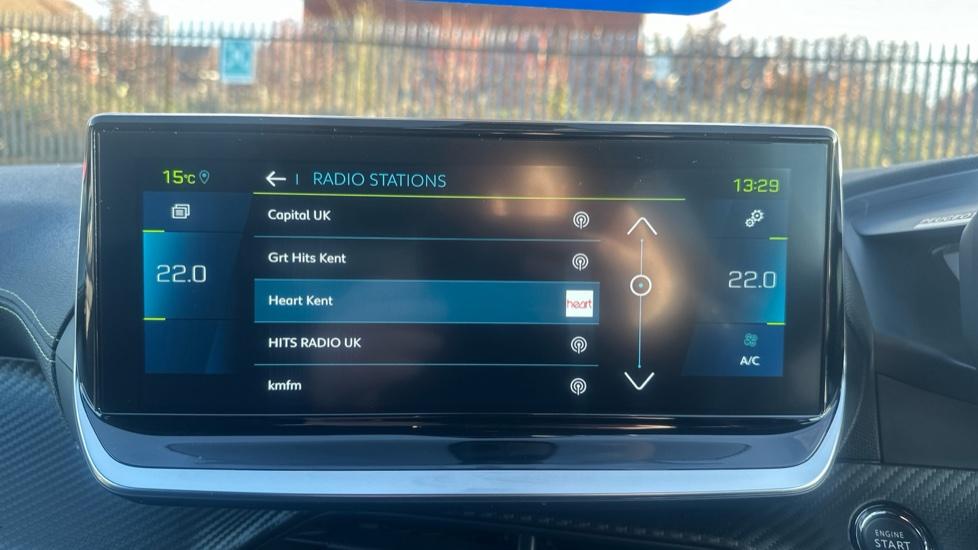 15°C
RADIO STATIONS
13:29
Capital UK
Grt Hits Kent
22.0
22.0
Heart Kent
heart
HITS RADIO UK
A/C
kmfm
PEUGEO
ENGINE
START